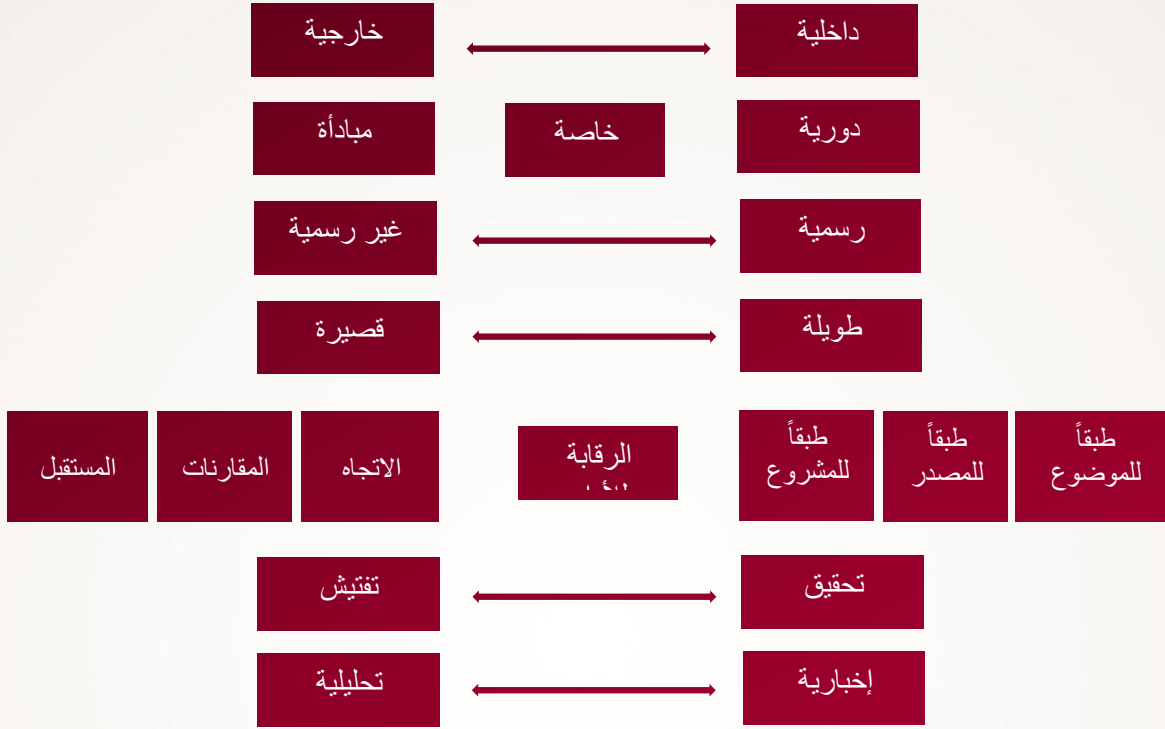 داخلية
خارجية
دورية
خاصة
مبادأة
رسمية
غير رسمية
طويلة
قصيرة
طبقاً
للموضوع
طبقاً
للمصدر
طبقاً
للمشروع
الرقابة
الاتجاه
المقارنات
المستقبل
تحقيق
تفتيش
إخبارية
تحليلية